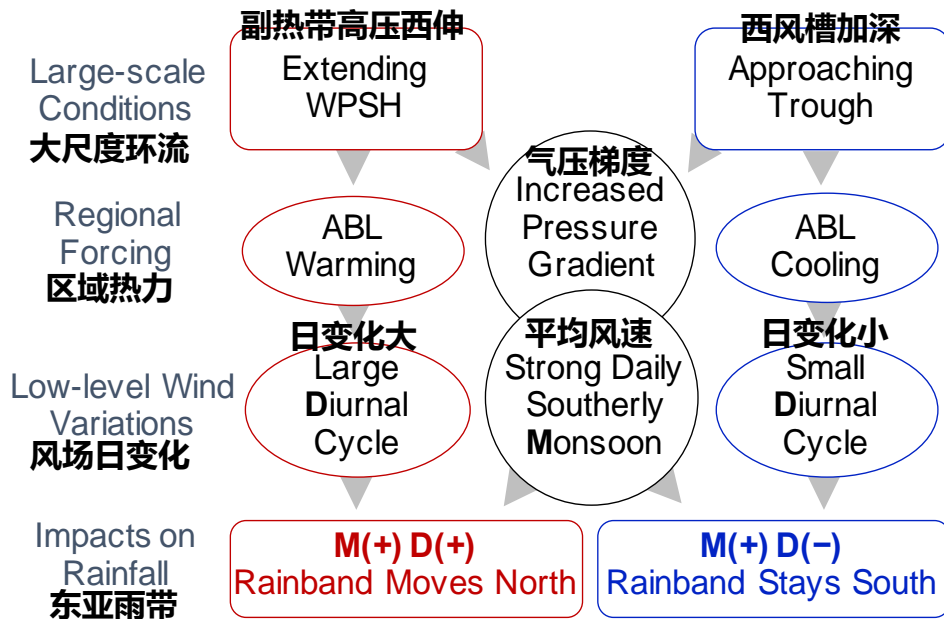 副热带高压西伸
西风槽加深
Large-scale
Conditions
大尺度环流
Extending
WPSH
Approaching
Trough
气压梯度
Increased
Pressure
Gradient
Regional
Forcing
区域热力
ABL
Warming
ABL
Cooling
日变化大
平均风速
日变化小
Low-level Wind
Variations
风场日变化
Large
Diurnal
Cycle
Strong Daily
Southerly
Monsoon
Small
Diurnal
Cycle
Impacts on
Rainfall
东亚雨带
M(+) D(+)
Rainband Moves North
M(+) D(−)
Rainband Stays South